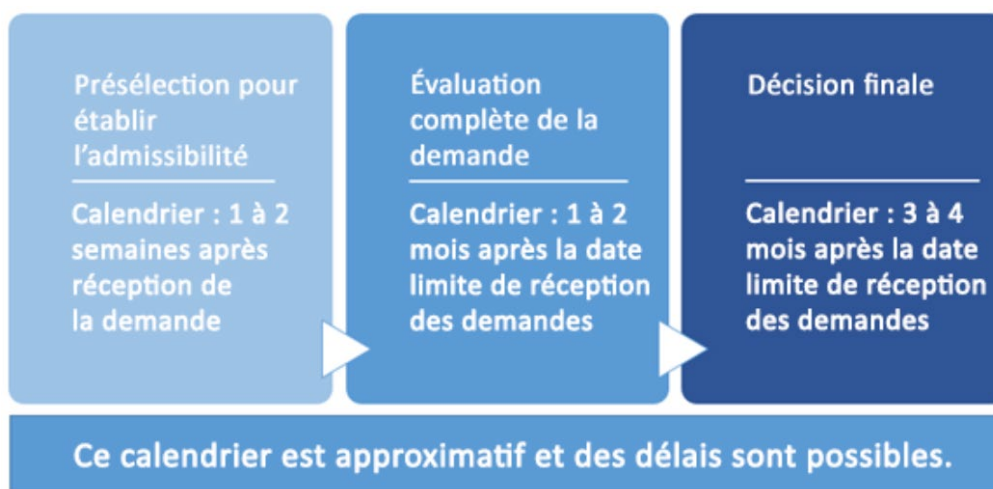 Présélection pour
établir
l'admissibilité
Calendrier : 1 à 2
semaines après
réception de
la demande
Évaluation
complète de la
demande
Calendrier : 1 à 2
mois après la date
limite de réception
des demandes
Décision finale
Calendrier : 3 à 4
mois après la date
limite de réception
des demandes
Ce calendrier est approximatif et des délais sont possibles.